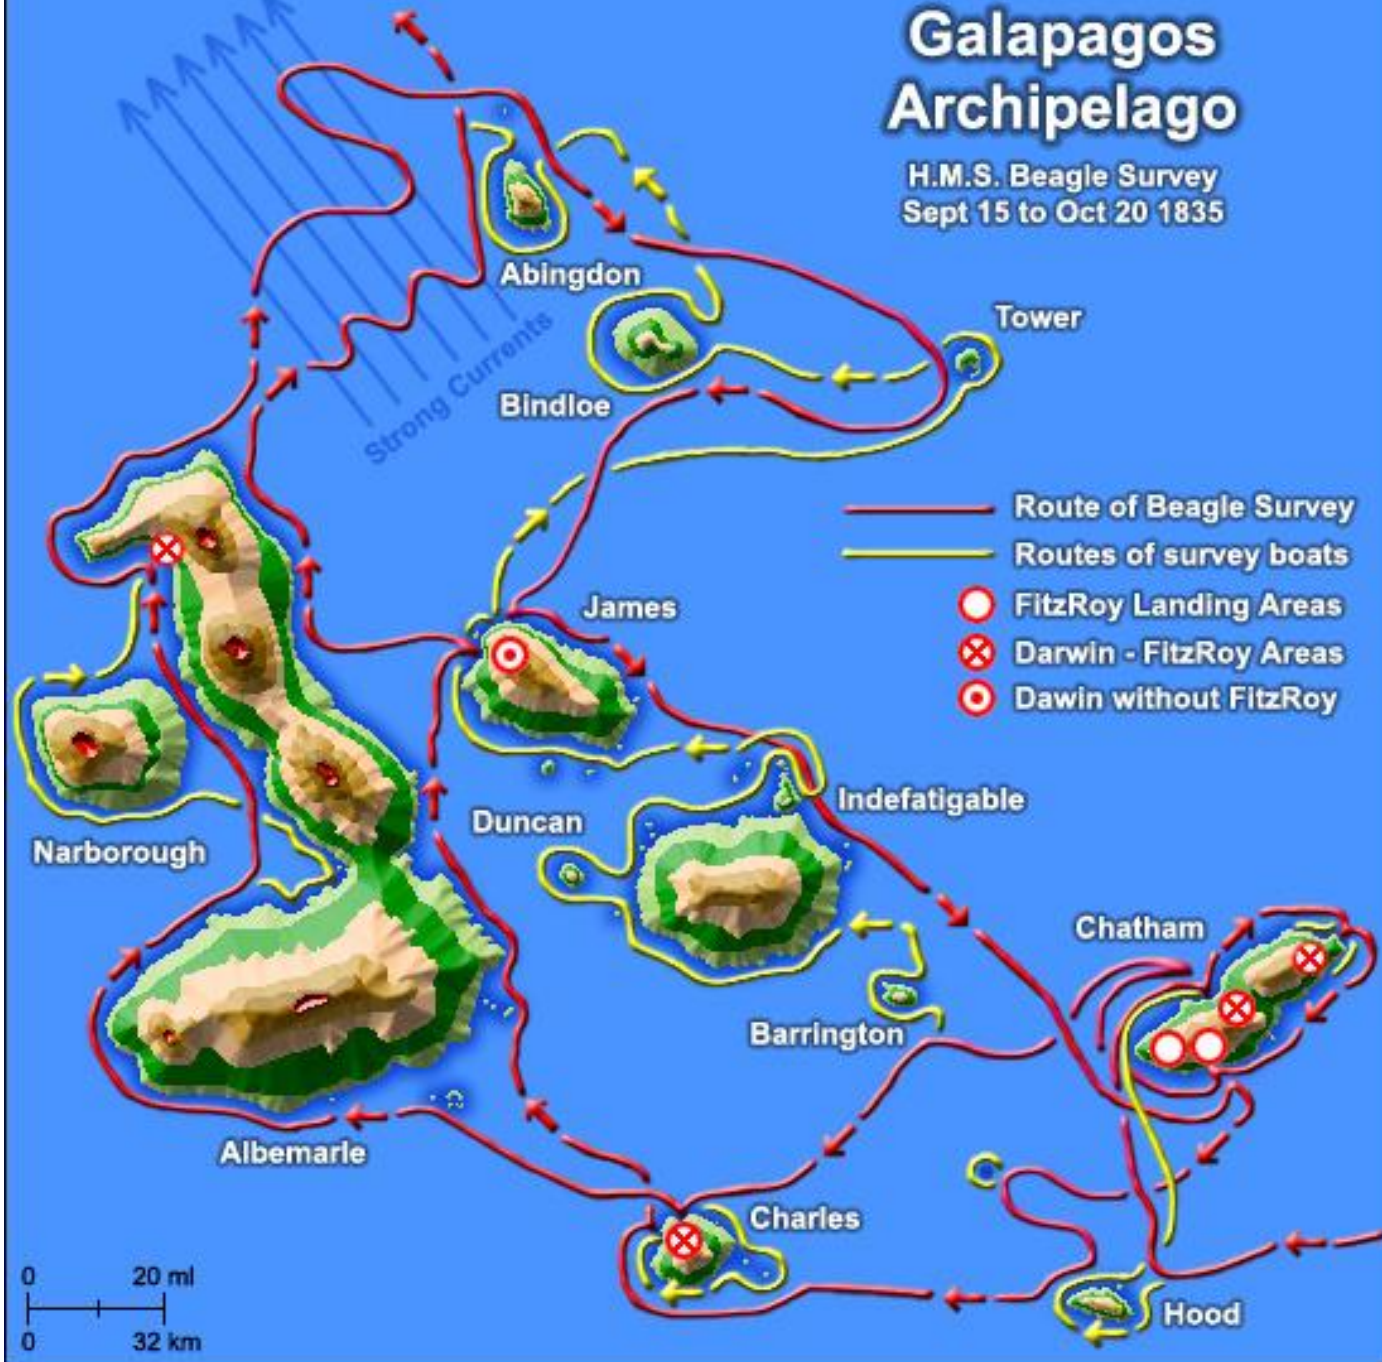 Galapagos
Archipelago
H.M.S. Beagle Survey
Sept 15 to Oct 20 1835
Abingdon
Tower
Strong Currents
Bindloe
Route of Beagle Survey
Routes of survey boats
James
FitzRoy Landing Areas
Darwin - FitzRoy Areas
Dawin without FitzRoy
Indefatigable
Duncan
Narborough
Chatham
Barrington
Albemarle
Charles
0 20 ml
Hood
0 32 km